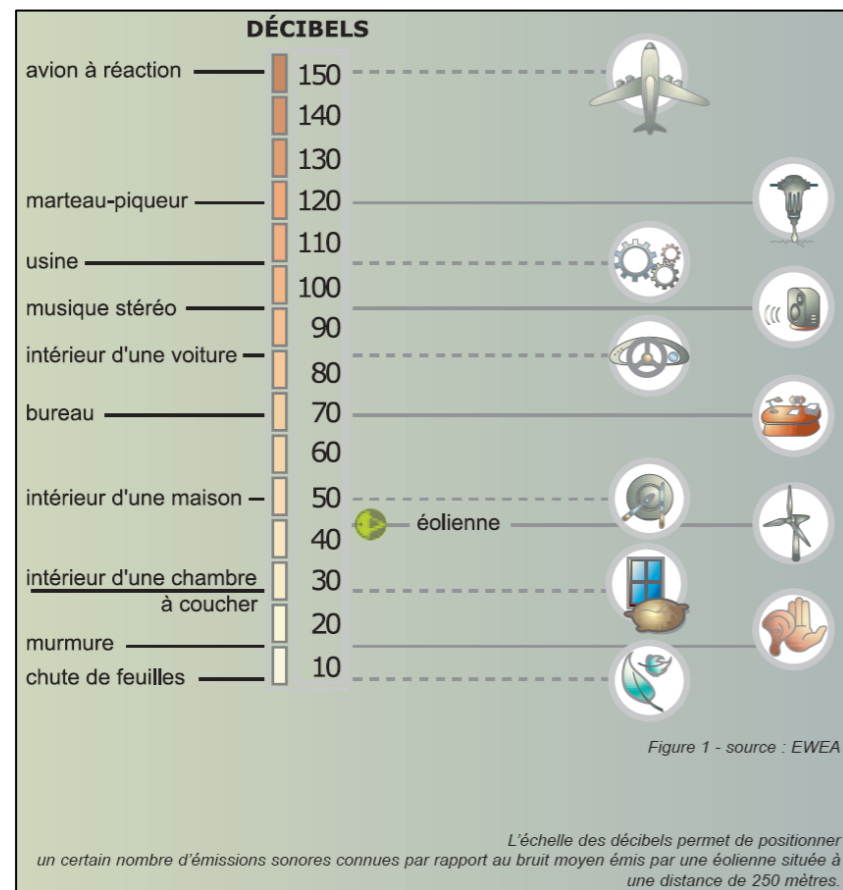 DÉCIBELS
avion à réaction 150
140
130
marteau-piqueur 120
110
usine
100
musique stéréo
90
intérieur d'une voiture
80
bureau 70
60
intérieur d'une maison 50
éolienne
40
intérieur d'une chambre 30
à coucher
20
murmure
10
chute de feuilles
Figure 1 - source : EWEA
L'échelle des décibels permet de positionner
un certain nombre d'émissions sonores connues par rapport au bruit moyen émis par une éolienne située à
une distance de 250 mètres.